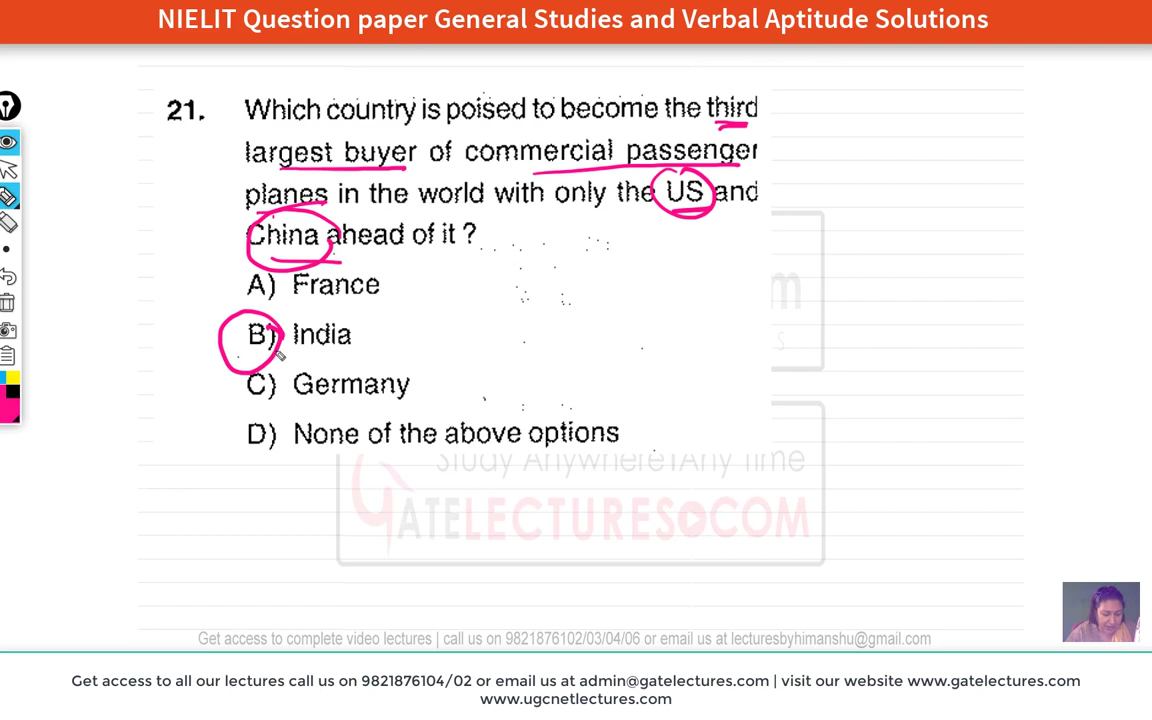 NIELIT Question paper General Studies and Verbal Aptitude Solutions
21. Which country is poised to become the third
largest buyer of commercial passenger
planes in the world with only the US and
China ahead of it ?
A) France
B) India
C) Germany
D) None of the above options
m
S
Study Anywhere Any Time
GATELECTURES.COM
Get access to complete video lectures | call us on 9821876102/03/04/06 or email us at lecturesbyhimanshu@gmail.com
Get access to all our lectures call us on 9821876104/02 or email us at admin@gatelectures.com | visit our website www.gatelectures.com
www.ugcnetlectures.com